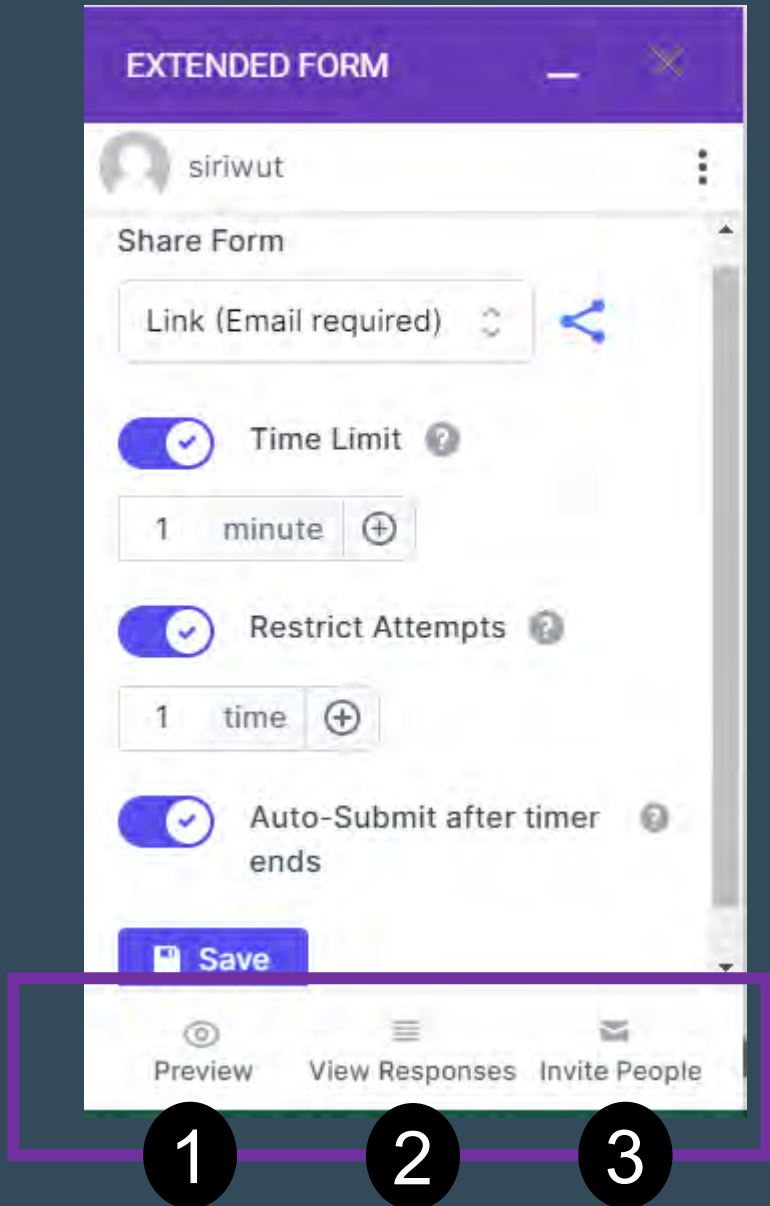 EXTENDED FORM
siriwut
Share Form
Link (Email required)
Time Limit
1 minute
Restrict Attempts
1 time
Auto-Submit after timer
ends
Save
Preview View Responses Invite People
1 2 3